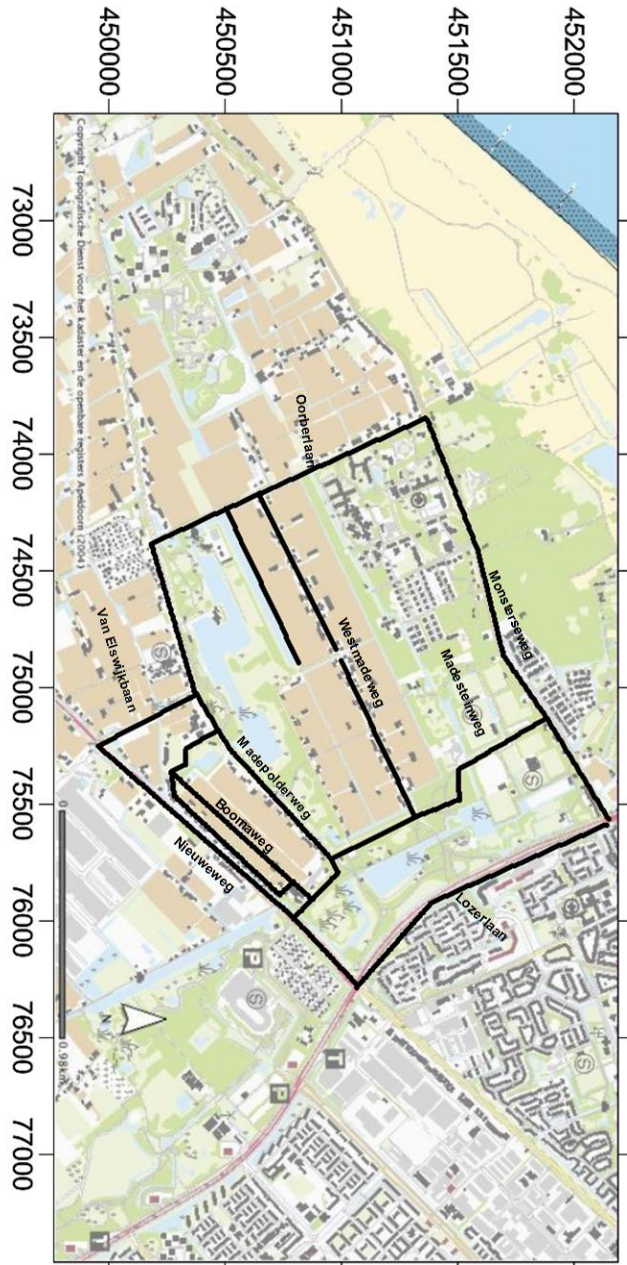 450000
450500
451000
451500
452000
73000
73500
74000
74500
75000
75500
76000
76500
77000
Oorberlaan
Monsterseweg
Westmadeweg
Madesteinweg
Van Elswijkbaan
Madepolderweg
Boomaweg
Nieuweweg
Lozerlaan
P
S
T
N
0
0.98km
Copyright Topografische Dienst voor het kadaster en de openbare registers Apeldoorn (2004)